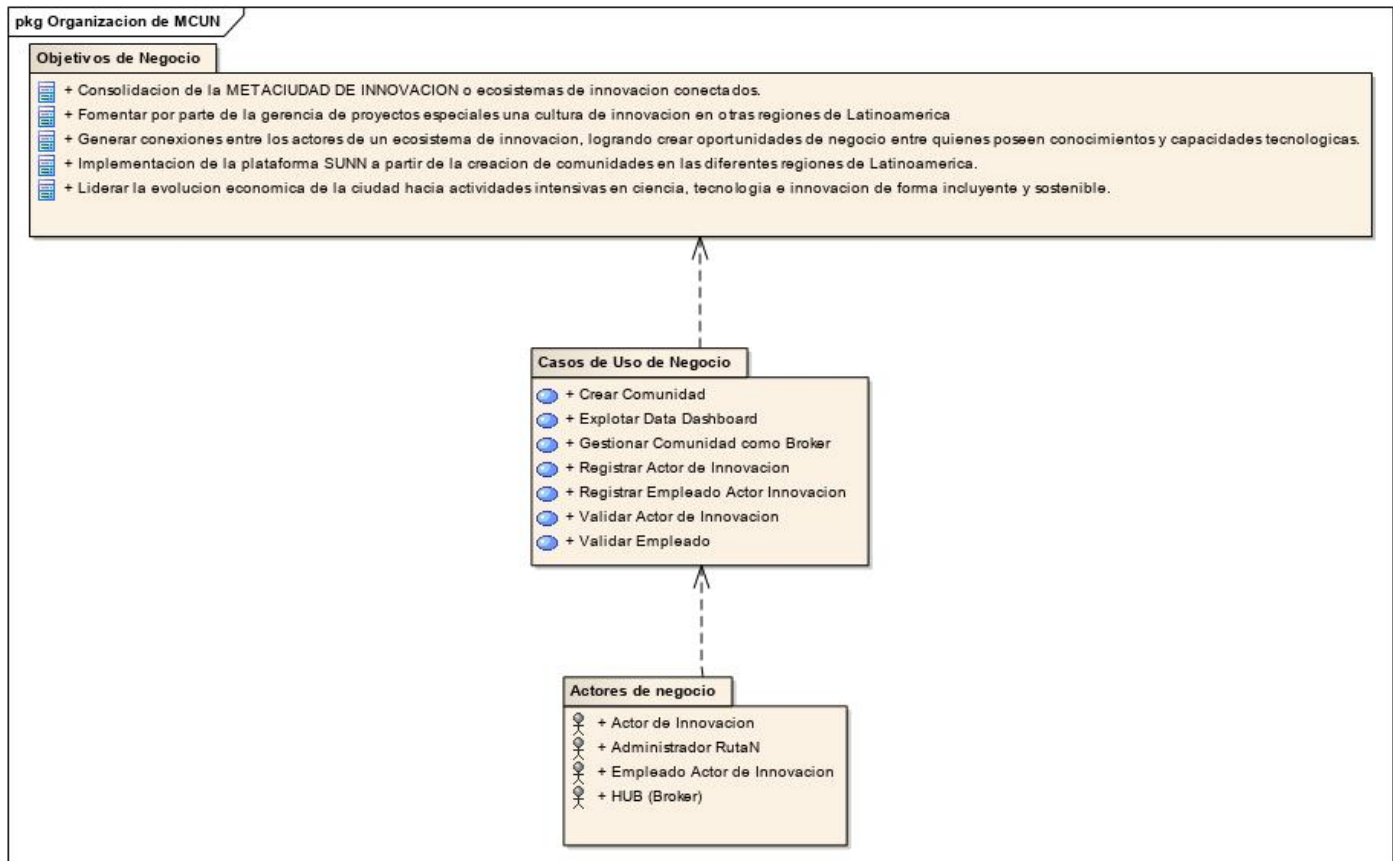 pkg Organizacion de MCUN
Objetivos de Negocio
+ Consolidacion de la METACIUDAD DE INNOVACION o ecosistemas de innovacion conectados.
+ Fomentar por parte de la gerencia de proyectos especiales una cultura de innovacion en otras regiones de Latinoamerica
+ Generar conexiones entre los actores de un ecosistema de innovacion, logrando crear oportunidades de negocio entre quienes poseen conocimientos y capacidades tecnologicas.
+ Implementacion de la plataforma SUNN a partir de la creacion de comunidades en las diferentes regiones de Latinoamerica.
+ Liderar la evolucion economica de la ciudad hacia actividades intensivas en ciencia, tecnologia e innovacion de forma incluyente y sostenible.
Casos de Uso de Negocio
+ Crear Comunidad
+ Explotar Data Dashboard
+ Gestionar Comunidad como Broker
+ Registrar Actor de Innovacion
+ Registrar Empleado Actor Innovacion
+ Validar Actor de Innovacion
+ Validar Empleado
Actores de negocio
+ Actor de Innovacion
+ Administrador RutaN
+ Empleado Actor de Innovacion
+ HUB (Broker)